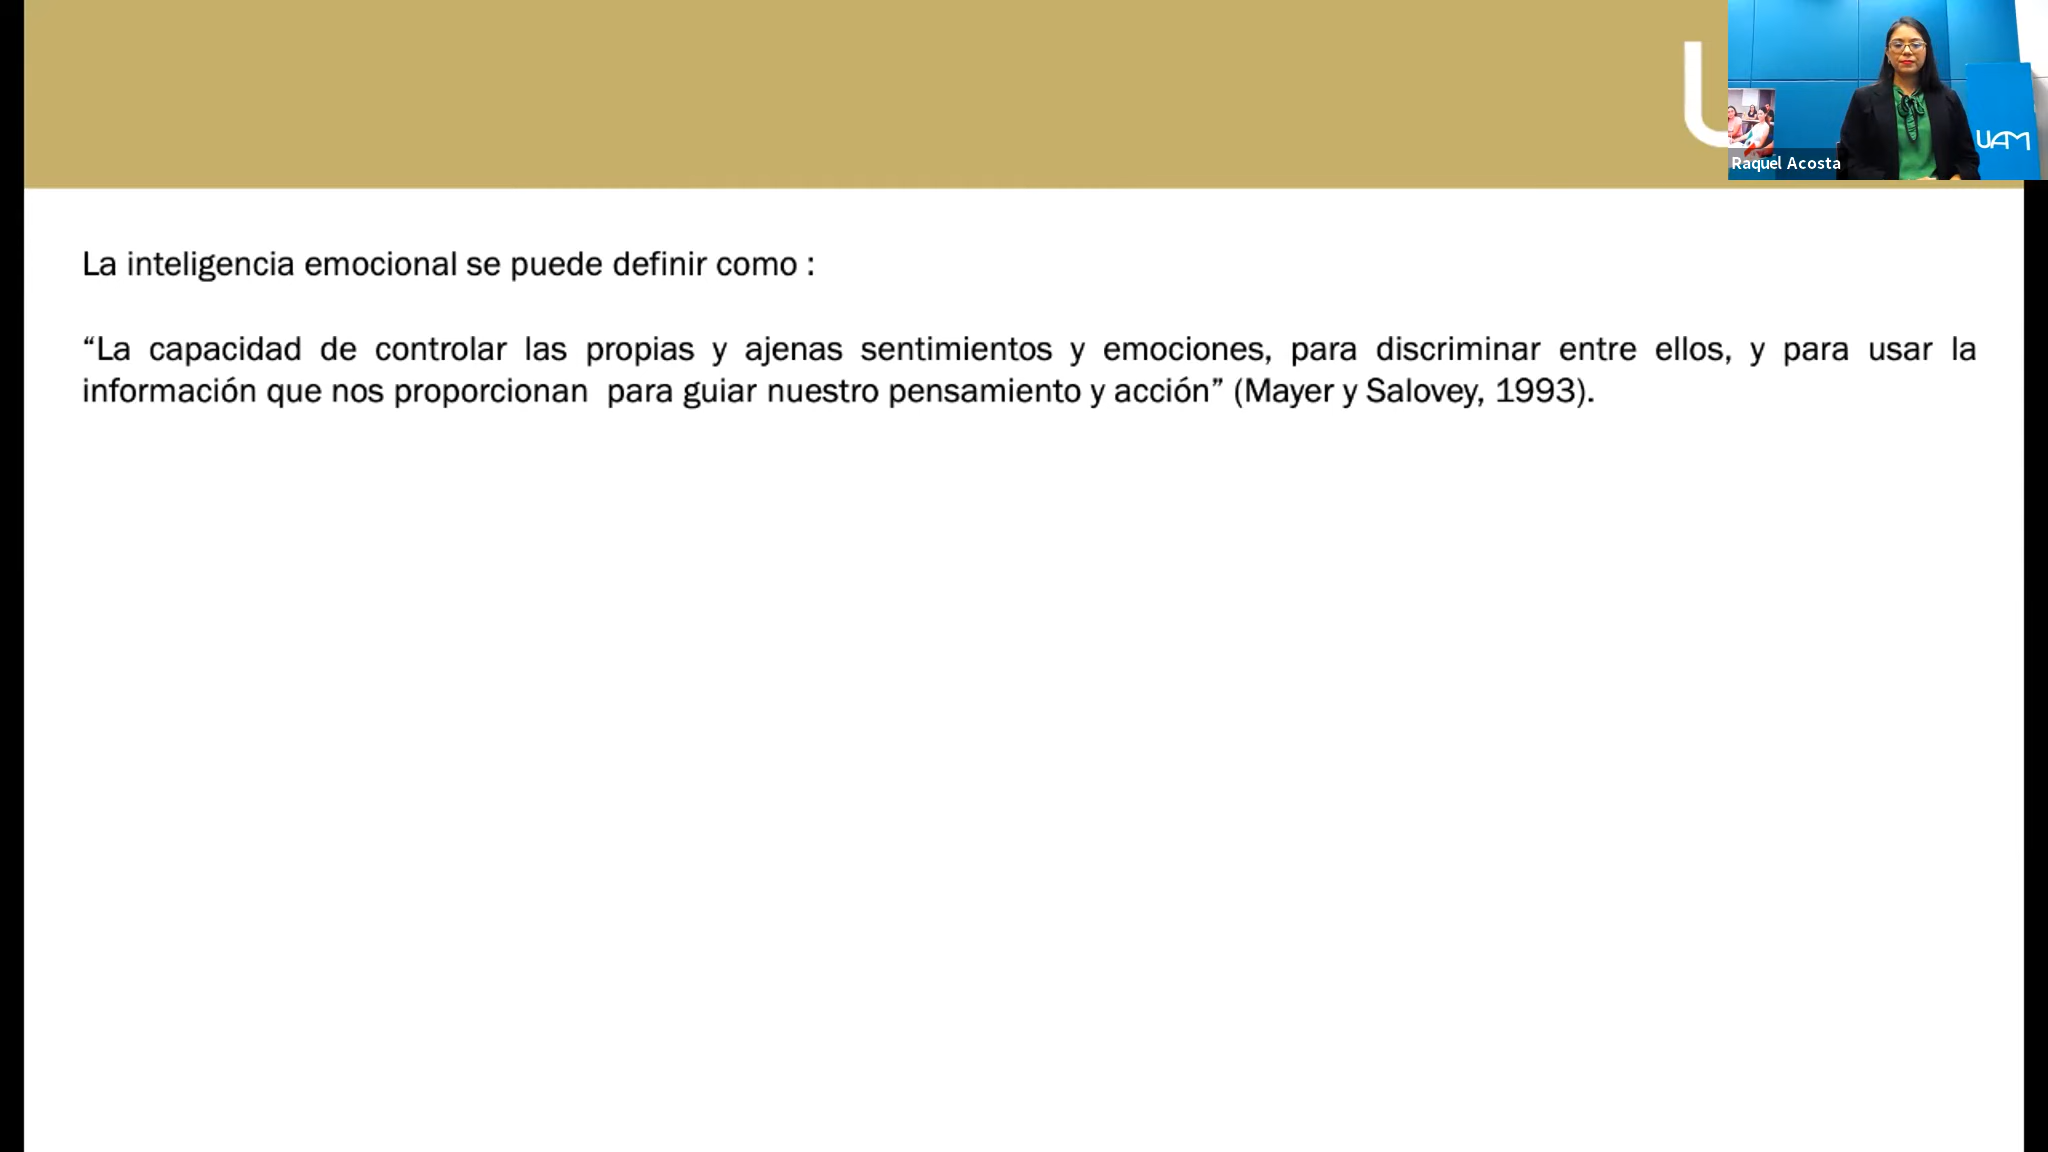 U
Raquel Acosta
UAM
La inteligencia emocional se puede definir como :
“La capacidad de controlar las propias y ajenas sentimientos y emociones, para discriminar entre ellos, y para usar la
información que nos proporcionan  para guiar nuestro pensamiento y acción” (Mayer y Salovey, 1993).